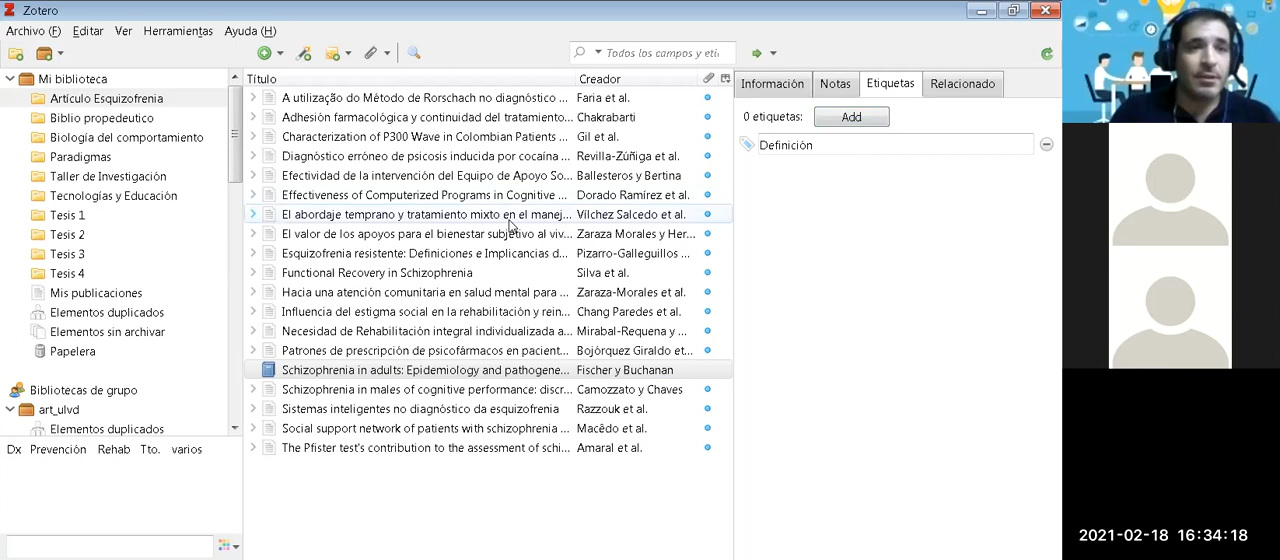 Zotero
Archivo (F) Editar Ver Herramientas Ayuda (H)
Todos los campos y eti
Mi biblioteca
Artículo Esquizofrenia
Biblio propedeutico
Biología del comportamiento
Paradigmas
Taller de Investigación
Tecnologías y Educación
Tesis 1
Tesis 2
Tesis 3
Tesis 4
Mis publicaciones
Elementos duplicados
Elementos sin archivar
Papelera
Bibliotecas de grupo
art_ulvd
Elementos duplicados
Dx Prevención Rehab Tto. varios
Título Creador
A utilização do Método de Rorschach no diagnóstico ... Faria et al.
Adhesión farmacológica y continuidad del tratamiento... Chakrabarti
Characterization of P300 Wave in Colombian Patients ... Gil et al.
Diagnóstico erróneo de psicosis inducida por cocaína ... Revilla-Zúñiga et al.
Efectividad de la intervención del Equipo de Apoyo So... Ballesteros y Bertina
Effectiveness of Computerized Programs in Cognitive ... Dorado Ramírez et al.
El abordaje temprano y tratamiento mixto en el manej... Vílchez Salcedo et al.
El valor de los apoyos para el bienestar subjetivo al viv... Zaraza Morales y Her...
Esquizofrenia resistente: Definiciones e Implicancias d... Pizarro-Galleguillos ...
Functional Recovery in Schizophrenia Silva et al.
Hacia una atención comunitaria en salud mental para ... Zaraza-Morales et al.
Influencia del estigma social en la rehabilitación y rein... Chang Paredes et al.
Necesidad de Rehabilitación integral individualizada a... Mirabal-Requena y ...
Patrones de prescripción de psicofármacos en pacient... Bojórquez Giraldo et...
Schizophrenia in adults: Epidemiology and pathogene... Fischer y Buchanan
Schizophrenia in males of cognitive performance: discr... Camozzato y Chaves
Sistemas inteligentes no diagnóstico da esquizofrenia Razzouk et al.
Social support network of patients with schizophrenia ... Macêdo et al.
The Pfister test's contribution to the assessment of schi... Amaral et al.
Información Notas Etiquetas Relacionado
0 etiquetas: Add
Definición
2021-02-18 16:34:18